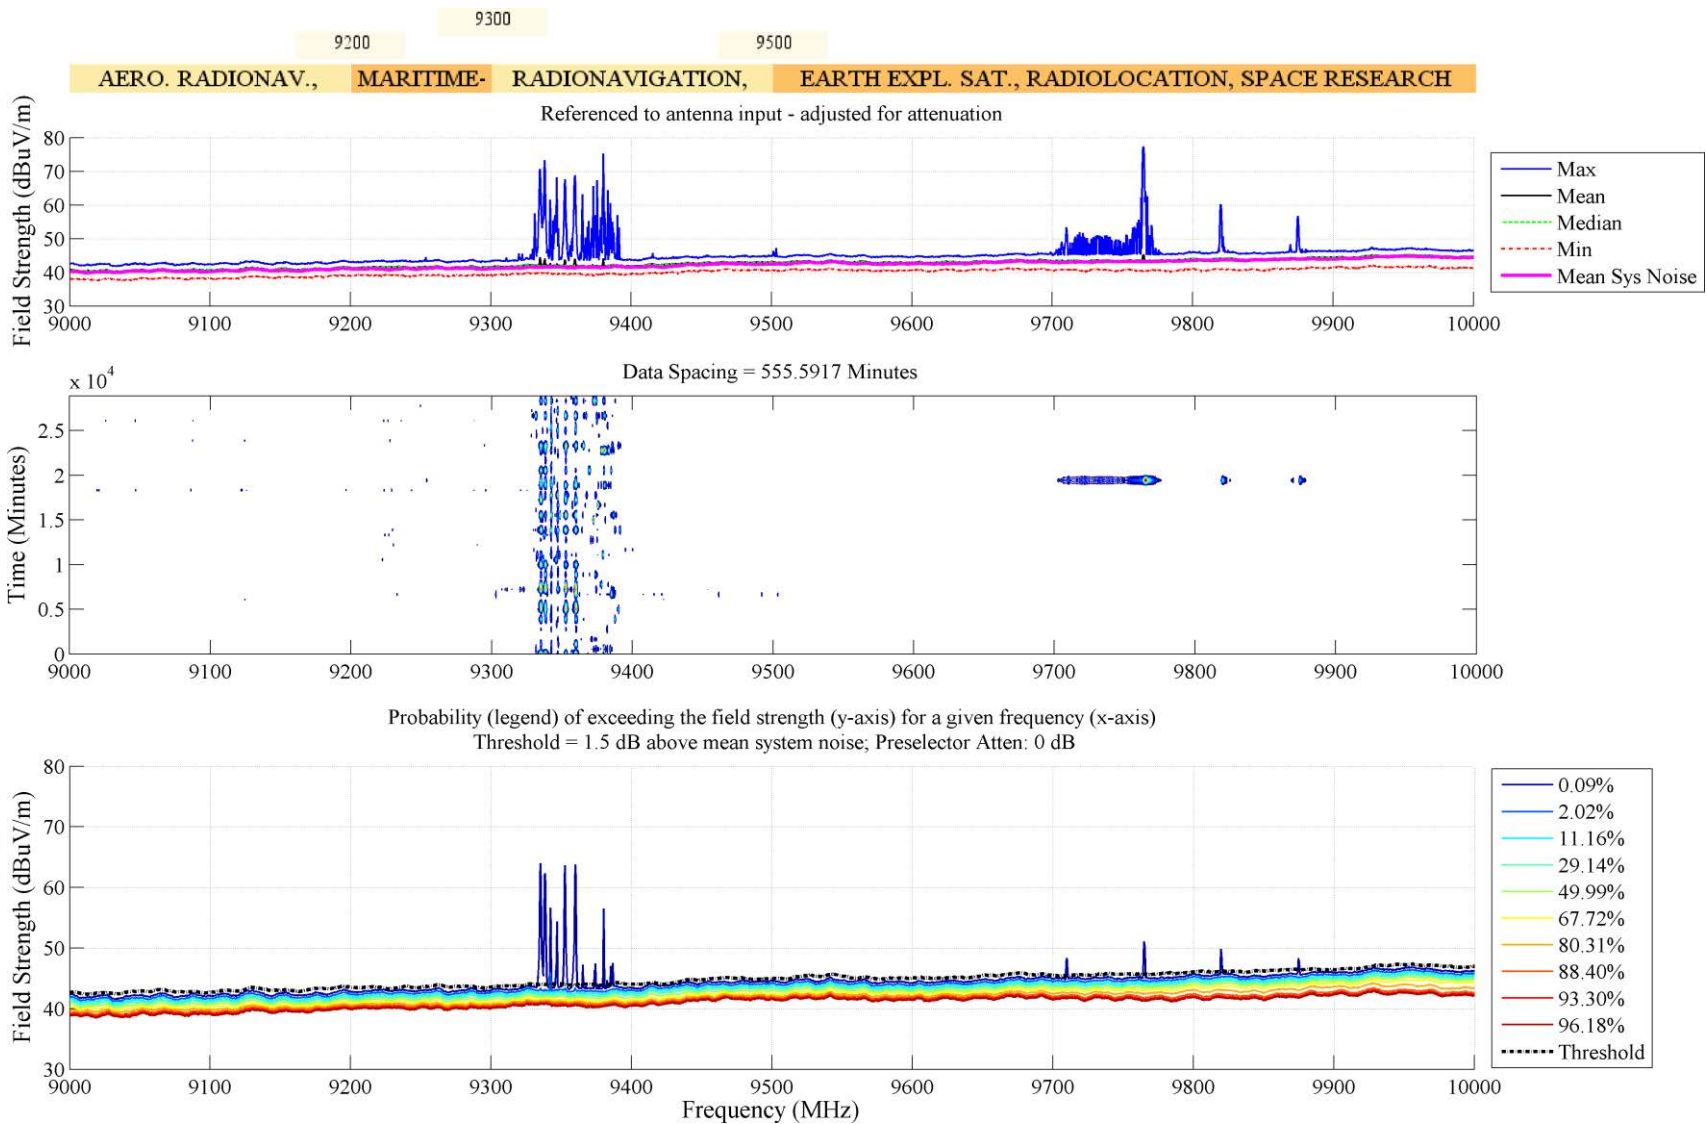 9300
9200 9500
AERO. RADIONAV., MARITIME- RADIONAVIGATION, EARTH EXPL. SAT., RADIOLOCATION, SPACE RESEARCH
Referenced to antenna input - adjusted for attenuation
Field Strength (dBuV/m)
80
70
60
50
40
30
9000 9100 9200 9300 9400 9500 9600 9700 9800 9900 10000
Max
Mean
Median
Min
Mean Sys Noise
Data Spacing = 555.5917 Minutes
x 10^4
Time (Minutes)
2.5
2
1.5
1
0.5
0
9000 9100 9200 9300 9400 9500 9600 9700 9800 9900 10000
Probability (legend) of exceeding the field strength (y-axis) for a given frequency (x-axis)
Threshold = 1.5 dB above mean system noise; Preselector Atten: 0 dB
Field Strength (dBuV/m)
80
70
60
50
40
30
9000 9100 9200 9300 9400 9500 9600 9700 9800 9900 10000
Frequency (MHz)
0.09%
2.02%
11.16%
29.14%
49.99%
67.72%
80.31%
88.40%
93.30%
96.18%
Threshold